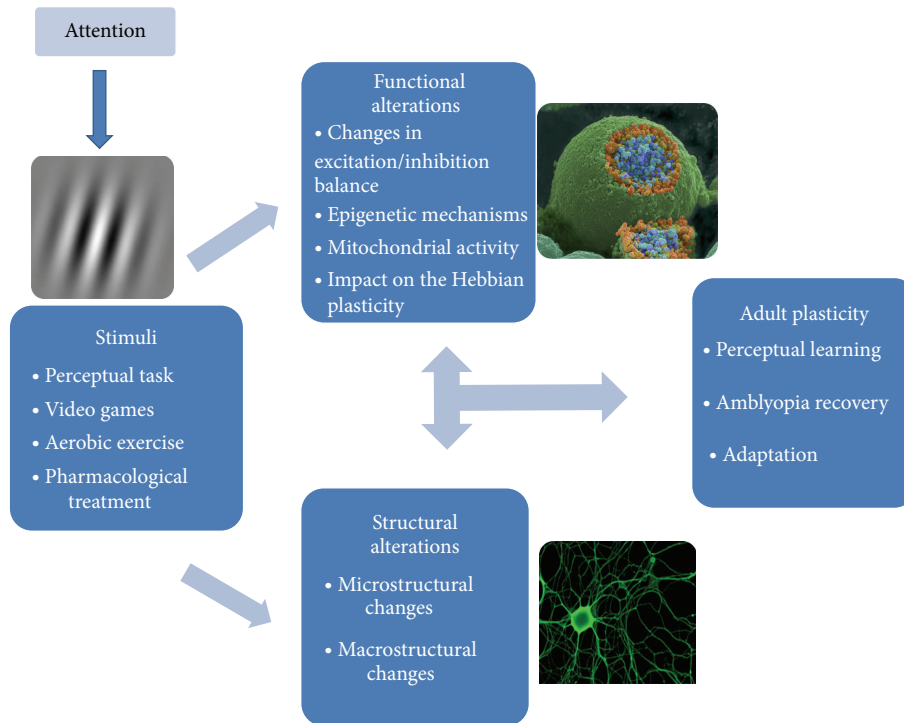 Attention
Stimuli
• Perceptual task
• Video games
• Aerobic exercise
• Pharmacological
treatment
Functional
alterations
• Changes in
excitation/inhibition
balance
• Epigenetic mechanisms
• Mitochondrial activity
• Impact on the Hebbian
plasticity
Structural
alterations
• Microstructural
changes
• Macrostructural
changes
Adult plasticity
• Perceptual learning
• Amblyopia recovery
• Adaptation